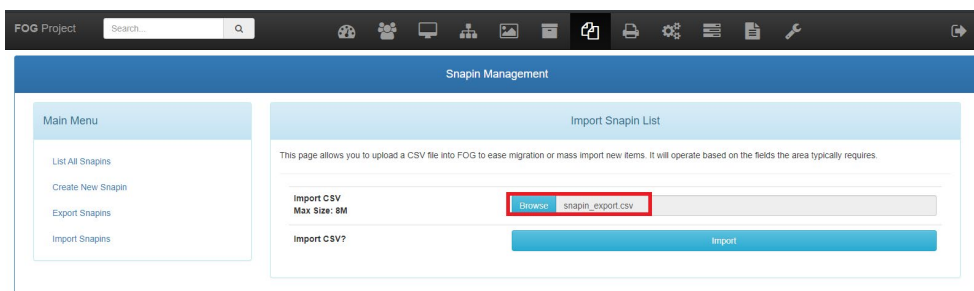 FOG Project Search...
Snapin Management
Main Menu
List All Snapins
Create New Snapin
Export Snapins
Import Snapins
Import Snapin List
This page allows you to upload a CSV file into FOG to ease migration or mass import new items. It will operate based on the fields the area typically requires.
Import CSV
Max Size: 8M
Browse snapin_export.csv
Import CSV? Import